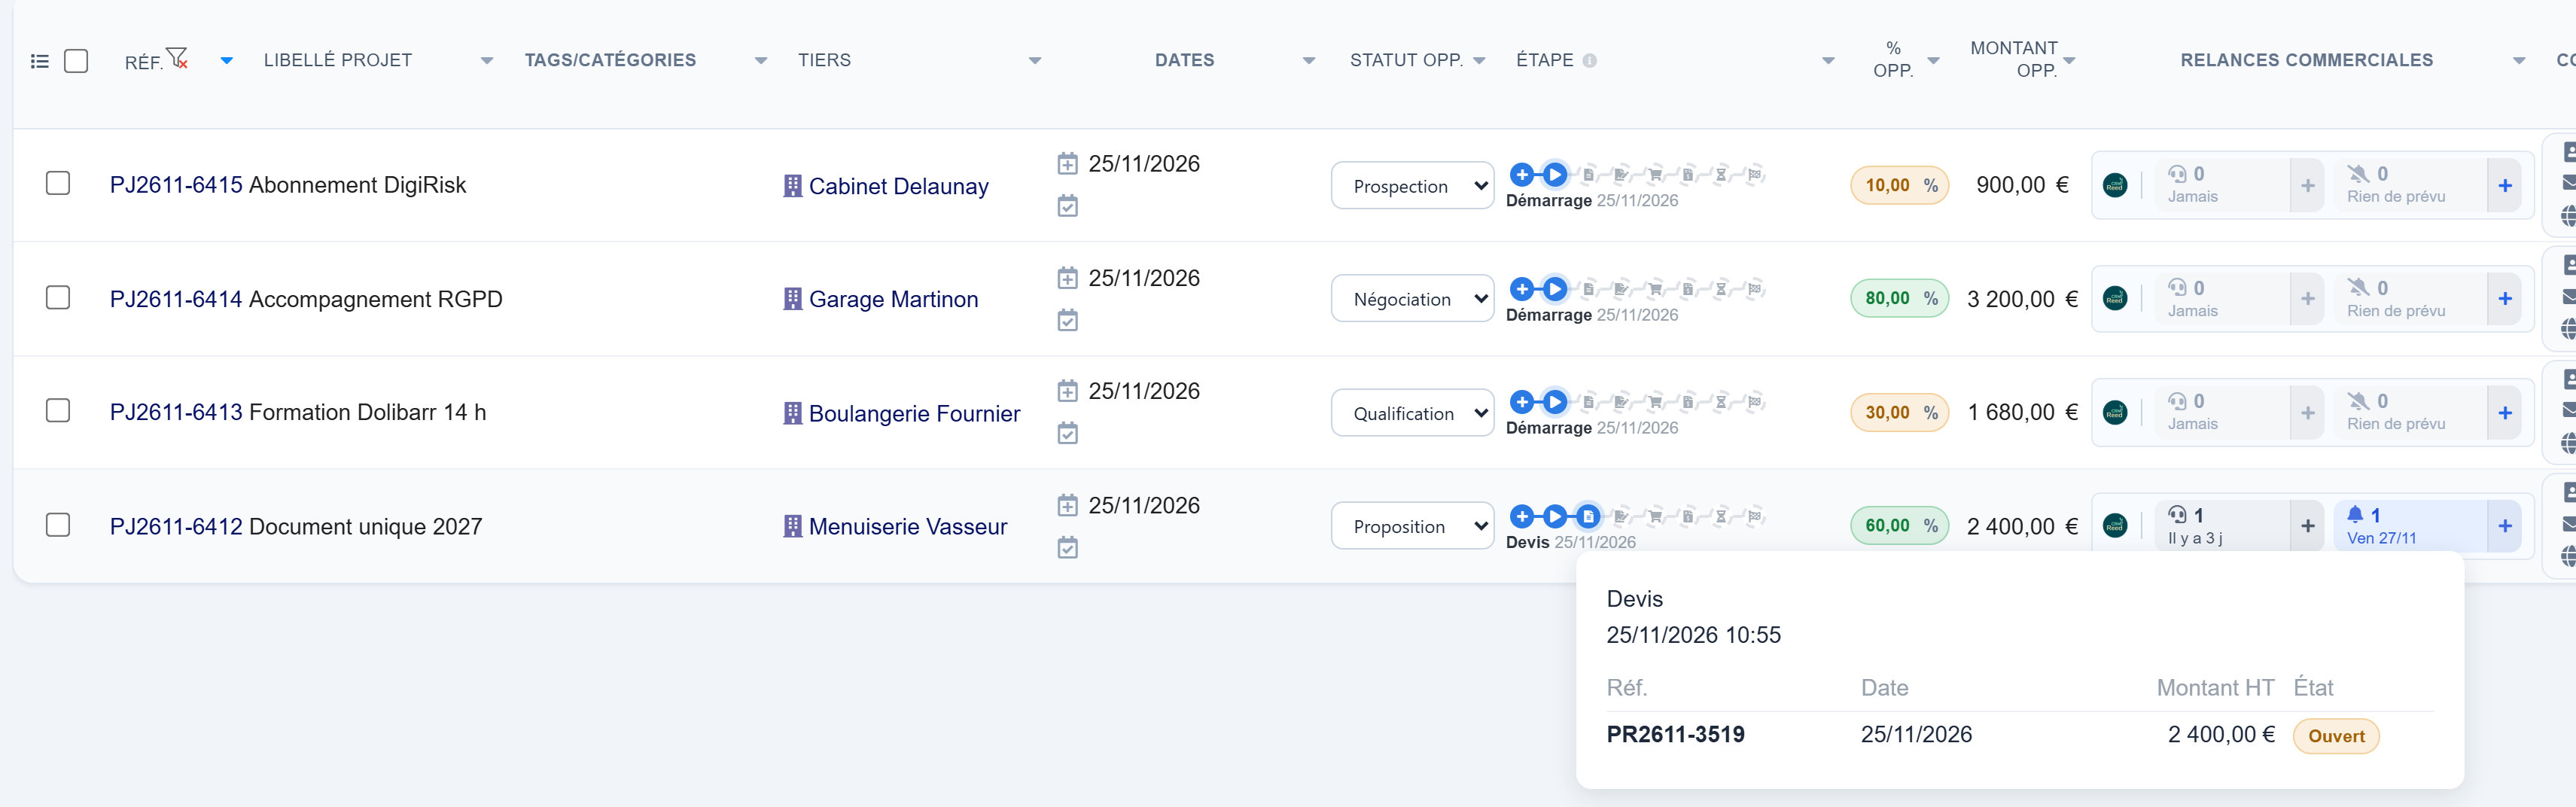 RÉF. LIBELLÉ PROJET TAGS/CATÉGORIES TIERS DATES STATUT OPP. ÉTAPE % OPP. MONTANT OPP. RELANCES COMMERCIALES CO
PJ2611-6415 Abonnement DigiRisk Cabinet Delaunay 25/11/2026 Prospection 10,00 % 900,00 € Reed 0 0
Démarrage 25/11/2026 Jamais Rien de prévu
PJ2611-6414 Accompagnement RGPD Garage Martinon 25/11/2026 Négociation 80,00 % 3 200,00 € Reed 0 0
Démarrage 25/11/2026 Jamais Rien de prévu
PJ2611-6413 Formation Dolibarr 14 h Boulangerie Fournier 25/11/2026 Qualification 30,00 % 1 680,00 € Reed 0 0
Démarrage 25/11/2026 Jamais Rien de prévu
PJ2611-6412 Document unique 2027 Menuiserie Vasseur 25/11/2026 Proposition 60,00 % 2 400,00 € Reed 1 1
Devis 25/11/2026 Il y a 3 j Ven 27/11
Devis
25/11/2026 10:55
Réf. Date Montant HT État
PR2611-3519 25/11/2026 2 400,00 € Ouvert